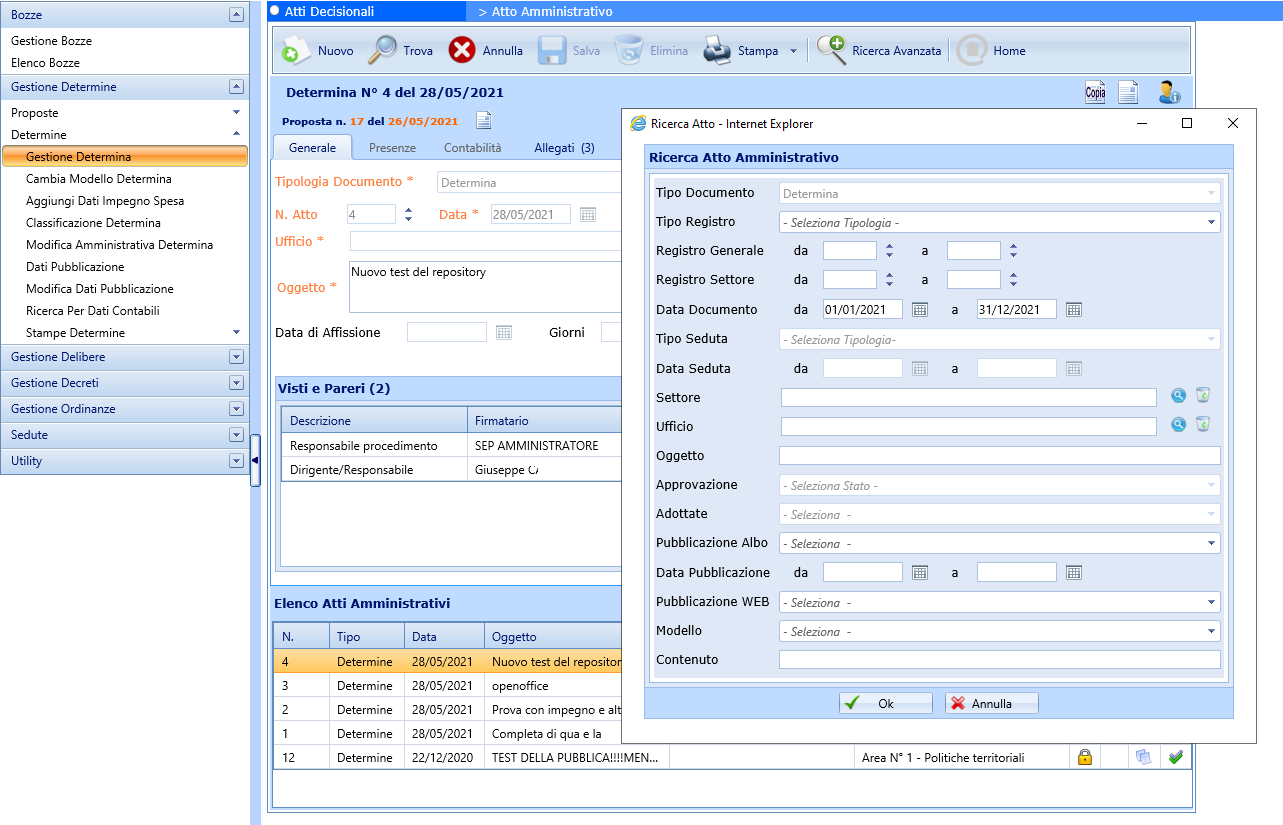 Bozze
Gestione Bozze
Elenco Bozze
Gestione Determine
Proposte
Determine
Gestione Determina
Cambia Modello Determina
Aggiungi Dati Impegno Spesa
Classificazione Determina
Modifica Amministrativa Determina
Dati Pubblicazione
Modifica Dati Pubblicazione
Ricerca Per Dati Contabili
Stampe Determine
Gestione Delibere
Gestione Decreti
Gestione Ordinanze
Sedute
Utility
Atti Decisionali > Atto Amministrativo
Nuovo Trova Annulla Salva Elimina Stampa Ricerca Avanzata Home
Determina N° 4 del 28/05/2021
Copia
Proposta n. 17 del 26/05/2021
Generale Presenze Contabilità Allegati (3)
Tipologia Documento * Determina
N. Atto 4 Data * 28/05/2021
Ufficio *
Oggetto * Nuovo test del repository
Data di Affissione Giorni
Visti e Pareri (2)
Descrizione Firmatario
Responsabile procedimento SEP AMMINISTRATORE
Dirigente/Responsabile Giuseppe
Elenco Atti Amministrativi
N. Tipo Data Oggetto
4 Determine 28/05/2021 Nuovo test del repositor
3 Determine 28/05/2021 openoffice
2 Determine 28/05/2021 Prova con impegno e alt
1 Determine 28/05/2021 Completa di qua e la
12 Determine 22/12/2020 TEST DELLA PUBBLICA!!!!MEN... Area N° 1 - Politiche territoriali
Ricerca Atto - Internet Explorer
Ricerca Atto Amministrativo
Tipo Documento Determina
Tipo Registro - Seleziona Tipologia -
Registro Generale da a
Registro Settore da a
Data Documento da 01/01/2021 a 31/12/2021
Tipo Seduta - Seleziona Tipologia-
Data Seduta da a
Settore
Ufficio
Oggetto
Approvazione - Seleziona Stato -
Adottate - Seleziona -
Pubblicazione Albo - Seleziona -
Data Pubblicazione da a
Pubblicazione WEB - Seleziona -
Modello - Seleziona -
Contenuto
Ok Annulla